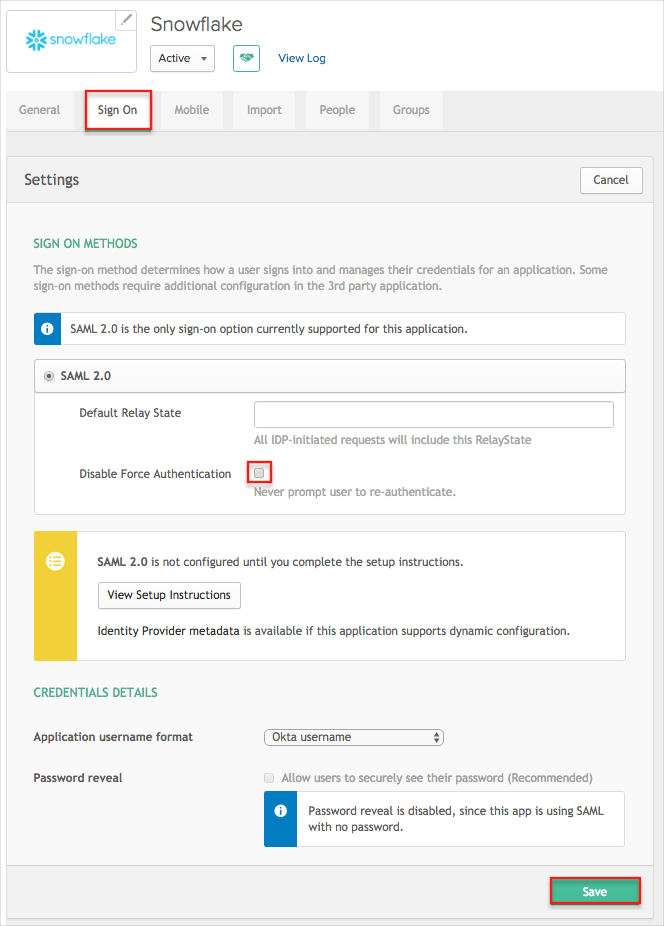 snowflake
Snowflake
Active
View Log
General
Sign On
Mobile
Import
People
Groups
Settings
Cancel
SIGN ON METHODS
The sign-on method determines how a user signs into and manages their credentials for an application. Some
sign-on methods require additional configuration in the 3rd party application.
SAML 2.0 is the only sign-on option currently supported for this application.
SAML 2.0
Default Relay State
All IDP-initiated requests will include this RelayState
Disable Force Authentication
Never prompt user to re-authenticate.
SAML 2.0 is not configured until you complete the setup instructions.
View Setup Instructions
Identity Provider metadata is available if this application supports dynamic configuration.
CREDENTIALS DETAILS
Application username format
Okta username
Password reveal
Allow users to securely see their password (Recommended)
Password reveal is disabled, since this app is using SAML
with no password.
Save